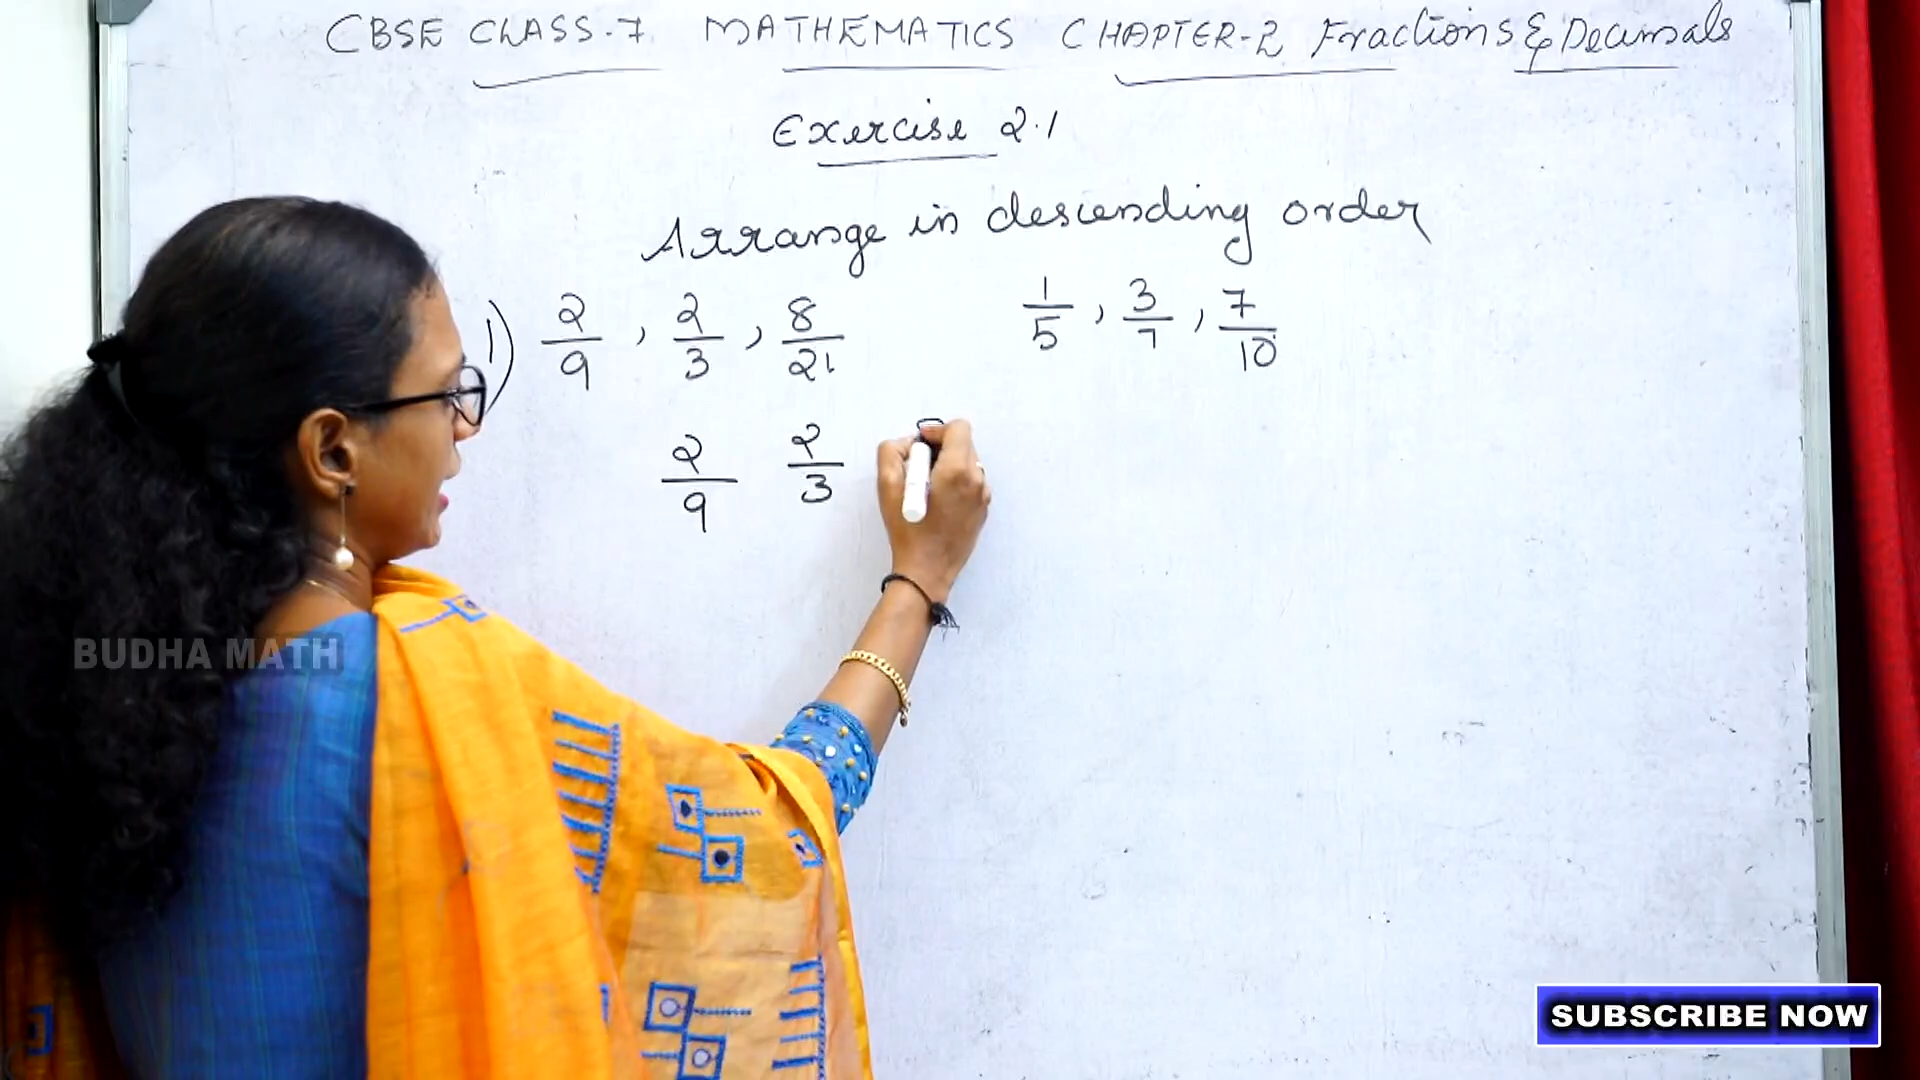 CBSE CLASS-7 MATHEMATICS CHAPTER-2 Fractions & Decimals
Exercise 2.1
Arrange in descending order
1) 2/9 , 2/3 , 8/21 1/5 , 3/7 , 7/10
2/9 2/3
BUDHA MATH
SUBSCRIBE NOW